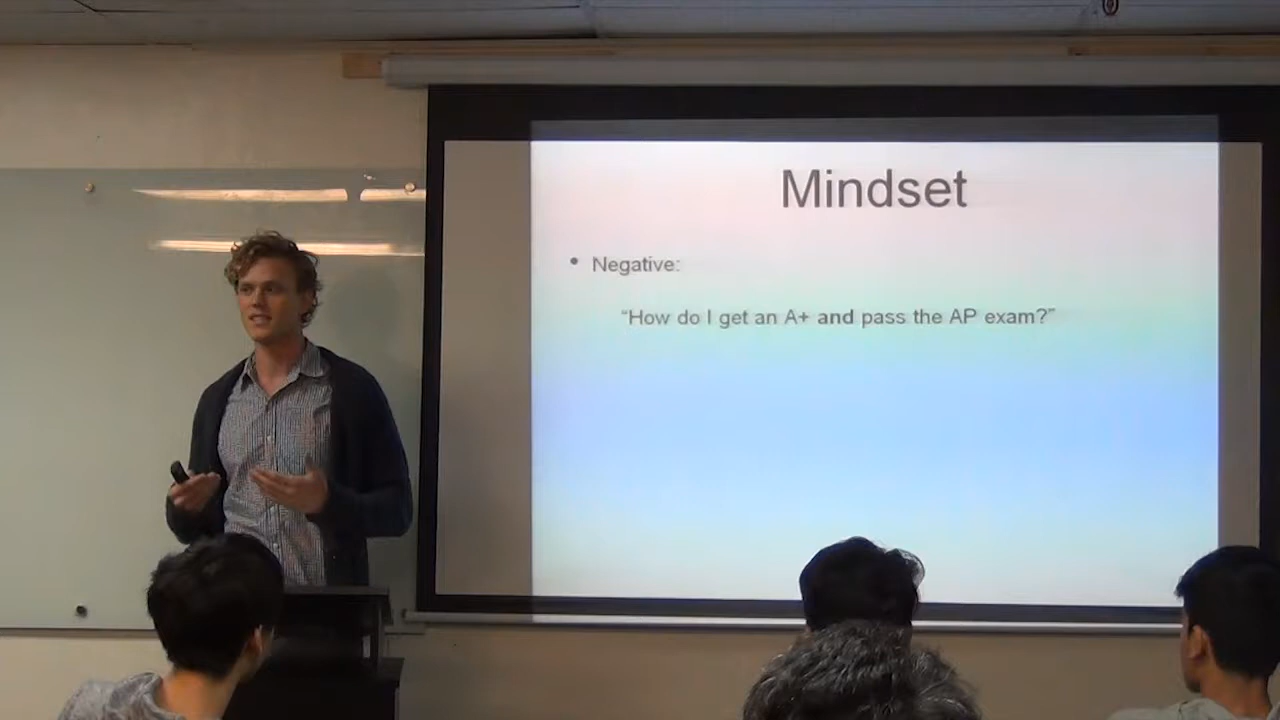 Mindset
• Negative:
“How do I get an A+ and pass the AP exam?”